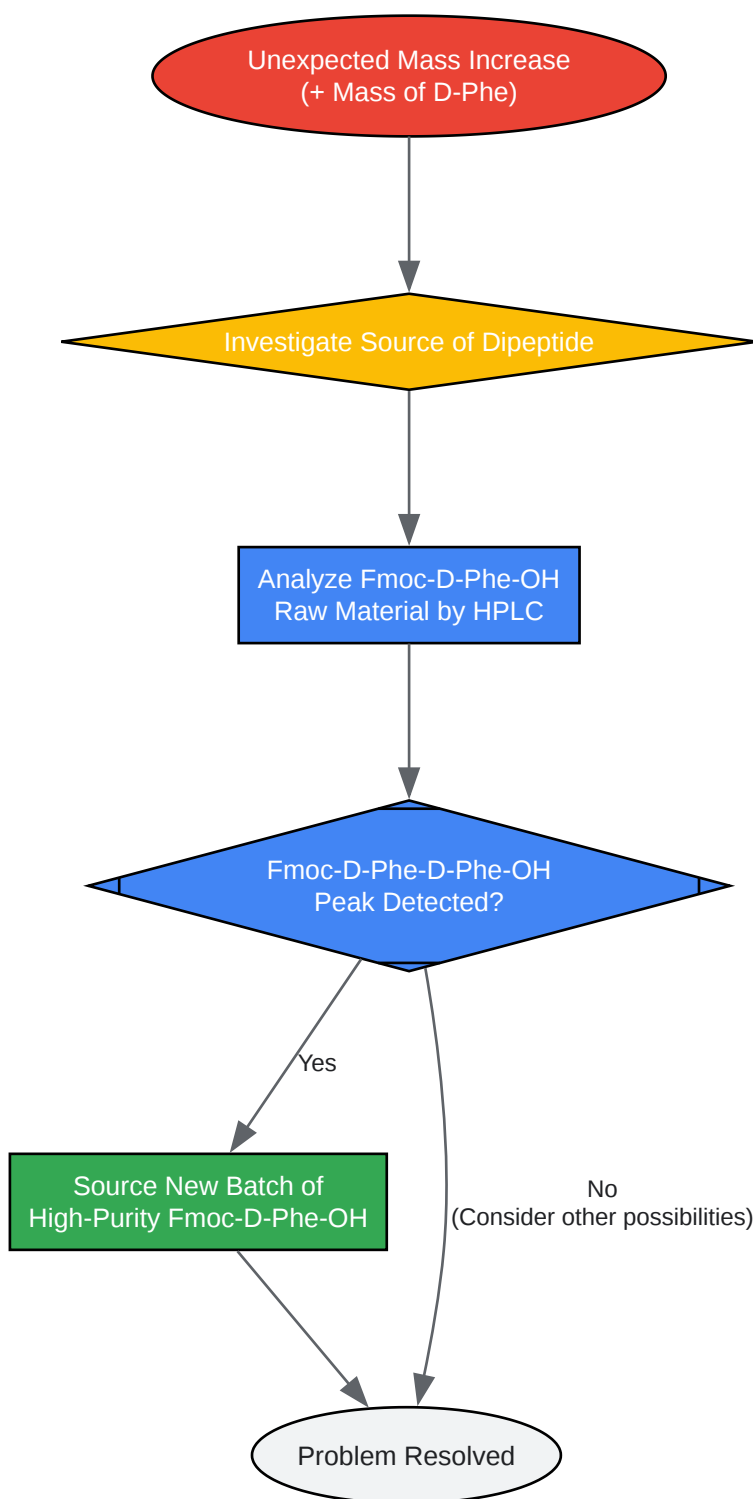 Unexpected Mass Increase
(+ Mass of D-Phe)
Investigate Source of Dipeptide
Analyze Fmoc-D-Phe-OH
Raw Material by HPLC
Fmoc-D-Phe-D-Phe-OH
Peak Detected?
Yes
Source New Batch of
High-Purity Fmoc-D-Phe-OH
No
(Consider other possibilities)
Problem Resolved